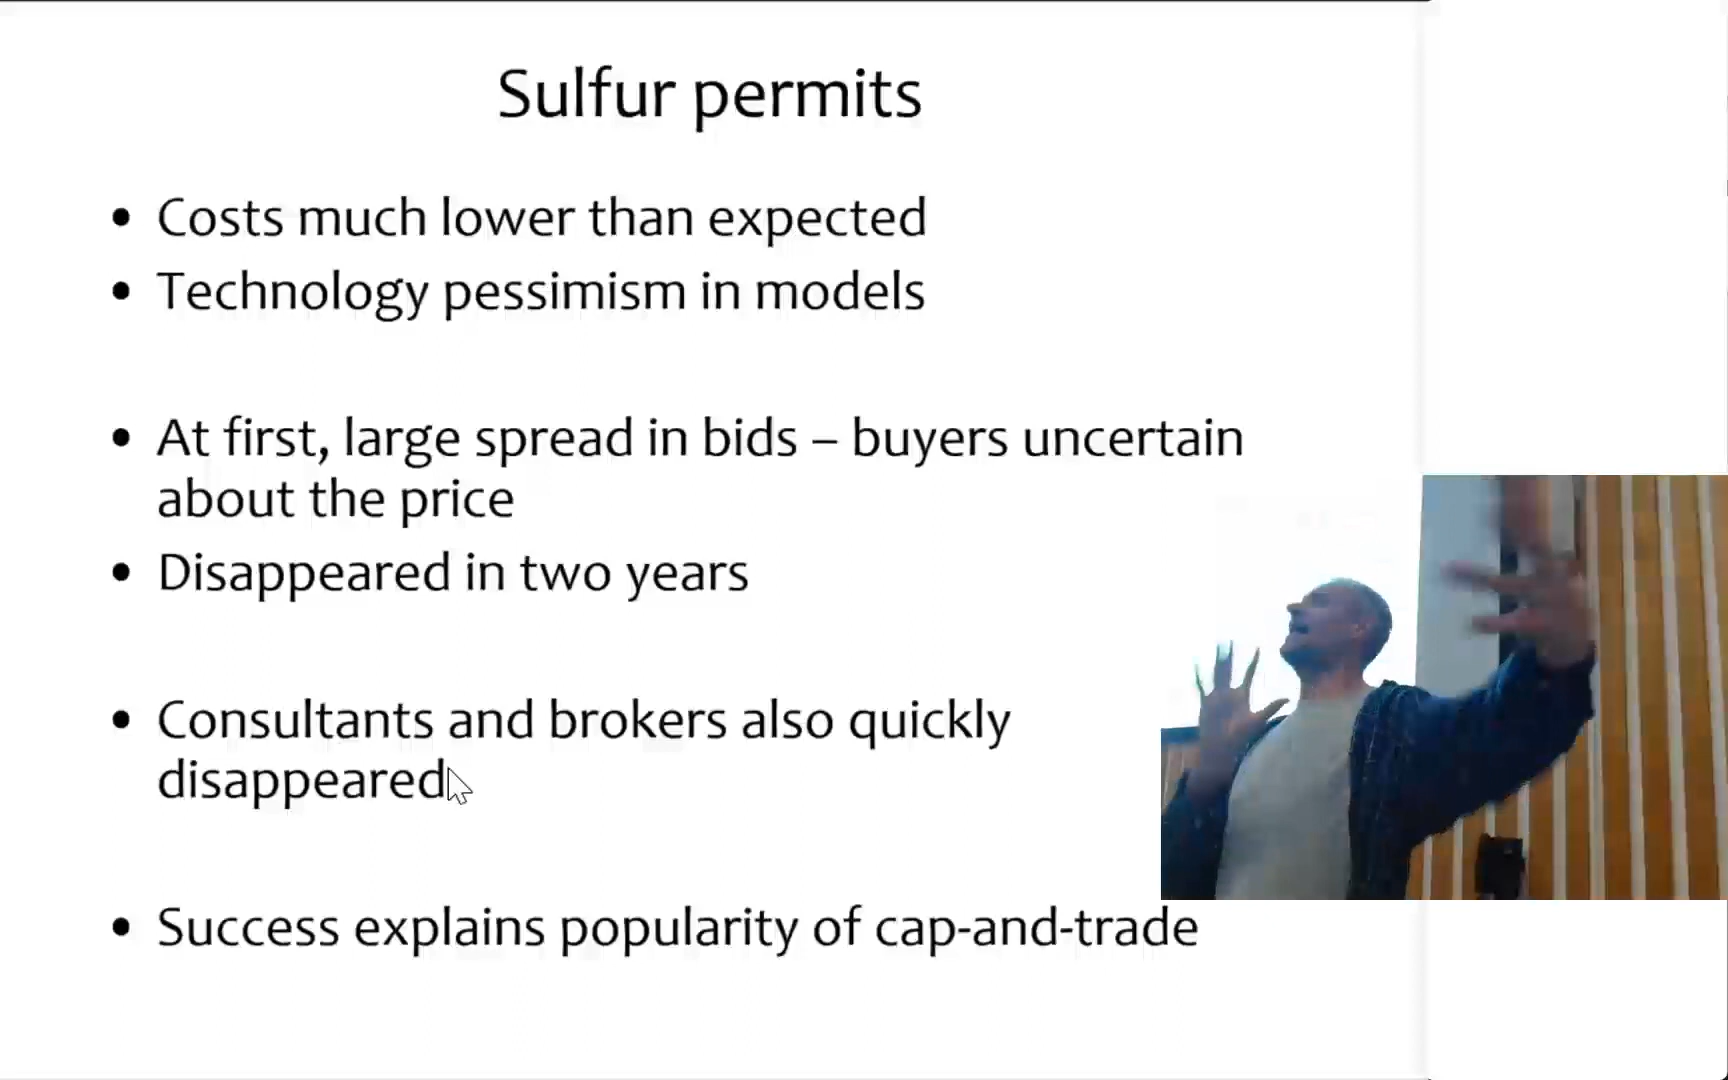 Sulfur permits
• Costs much lower than expected
• Technology pessimism in models
• At first, large spread in bids – buyers uncertain
about the price
• Disappeared in two years
• Consultants and brokers also quickly
disappeared
• Success explains popularity of cap-and-trade